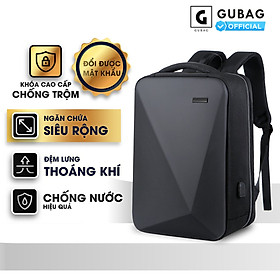 G
GUBAG
GUBAG
OFFICIAL
KHÓA CAO CẤP
CHỐNG TRỘM
ĐỔI ĐƯỢC
MẬT KHẨU
NGĂN CHỨA
SIÊU RỘNG
ĐỆM LƯNG
THOÁNG KHÍ
CHỐNG NƯỚC
HIỆU QUẢ